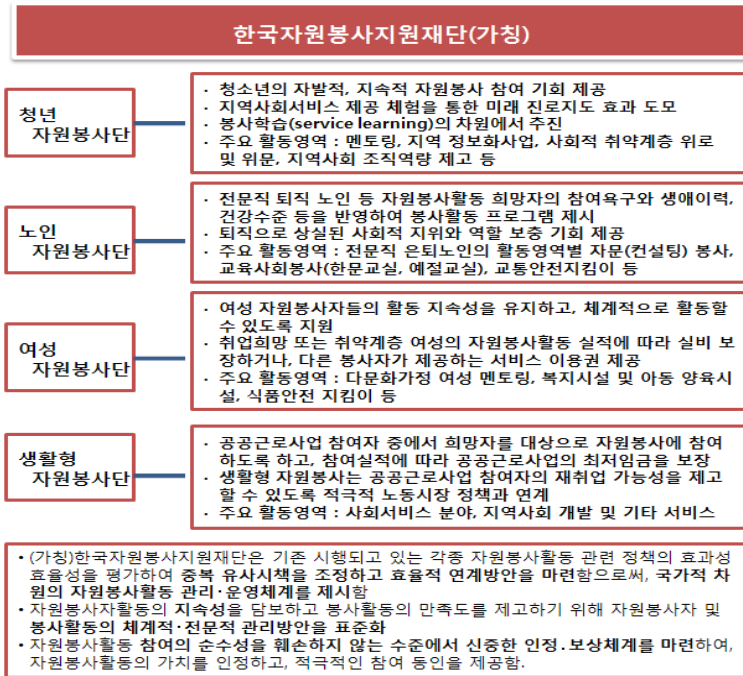 한국자원봉사지원재단(가칭)
청년
자원봉사단
· 청소년의 자발적, 지속적 자원봉사 참여 기회 제공
· 지역사회서비스 제공 체험을 통한 미래 진로지도 효과 도모
· 봉사학습(service learning)의 차원에서 추진
· 주요 활동영역 : 멘토링, 지역 정보화사업, 사회적 취약계층 위로
및 위문, 지역사회 조직역량 제고 등
노인
자원봉사단
· 전문직 퇴직 노인 등 자원봉사활동 희망자의 참여욕구와 생애이력,
건강수준 등을 반영하여 봉사활동 프로그램 제시
· 퇴직으로 상실된 사회적 지위와 역할 보충 기회 제공
· 주요 활동영역 : 전문직 은퇴노인의 활동영역별 자문(컨설팅) 봉사,
교육사회봉사(한문교실, 예절교실), 교통안전지킴이 등
여성
자원봉사단
· 여성 자원봉사자들의 활동 지속성을 유지하고, 체계적으로 활동할
수 있도록 지원
· 취업희망 또는 취약계층 여성의 자원봉사활동 실적에 따라 실비 보
장하거나, 다른 봉사자가 제공하는 서비스 이용권 제공
· 주요 활동영역 : 다문화가정 여성 멘토링, 복지시설 및 아동 양육시
설, 식품안전 지킴이 등
생활형
자원봉사단
· 공공근로사업 참여자 중에서 희망자를 대상으로 자원봉사에 참여
하도록 하고, 참여실적에 따라 공공근로사업의 최저임금을 보장
· 생활형 자원봉사는 공공근로사업 참여자의 재취업 가능성을 제고
할 수 있도록 적극적 노동시장 정책과 연계
· 주요 활동영역 : 사회서비스 분야, 지역사회 개발 및 기타 서비스
• (가칭)한국자원봉사지원재단은 기존 시행되고 있는 각종 자원봉사활동 관련 정책의 효과성
효율성을 평가하여 중복 유사시책을 조정하고 효율적 연계방안을 마련함으로써, 국가적 차
원의 자원봉사활동 관리·운영체계를 제시함
• 자원봉사자활동의 지속성을 담보하고 봉사활동의 만족도를 제고하기 위해 자원봉사자 및
봉사활동의 체계적·전문적 관리방안을 표준화
• 자원봉사활동 참여의 순수성을 훼손하지 않는 수준에서 신중한 인정.보상체계를 마련하여,
자원봉사활동의 가치를 인정하고, 적극적인 참여 동인을 제공함.